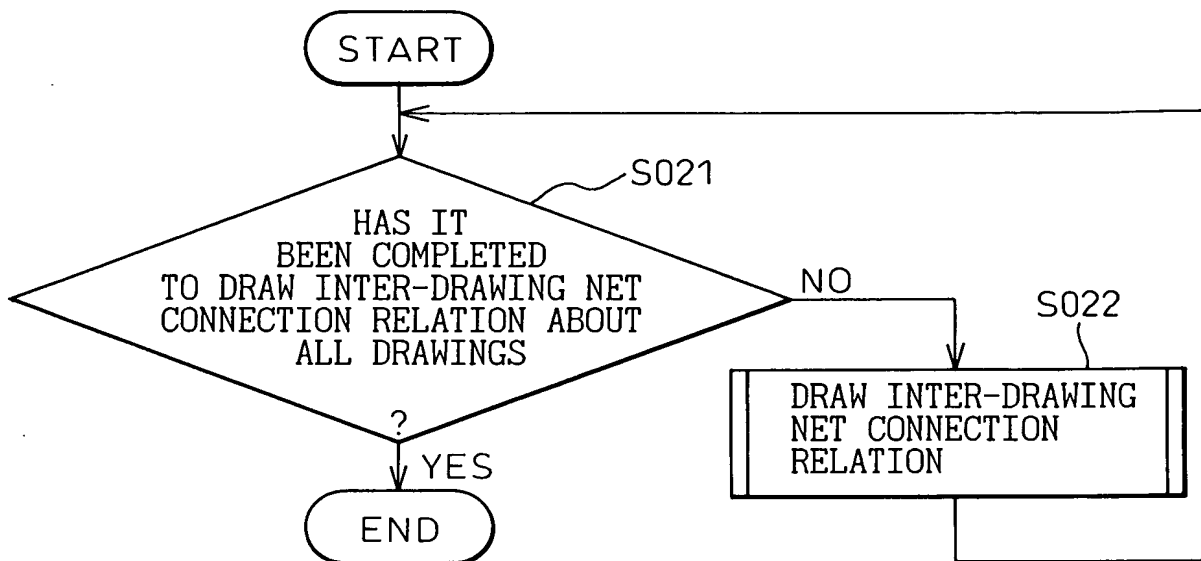 START
S021
HAS IT
BEEN COMPLETED
TO DRAW INTER-DRAWING NET
CONNECTION RELATION ABOUT
ALL DRAWINGS
?
NO
S022
DRAW INTER-DRAWING
NET CONNECTION
RELATION
YES
END